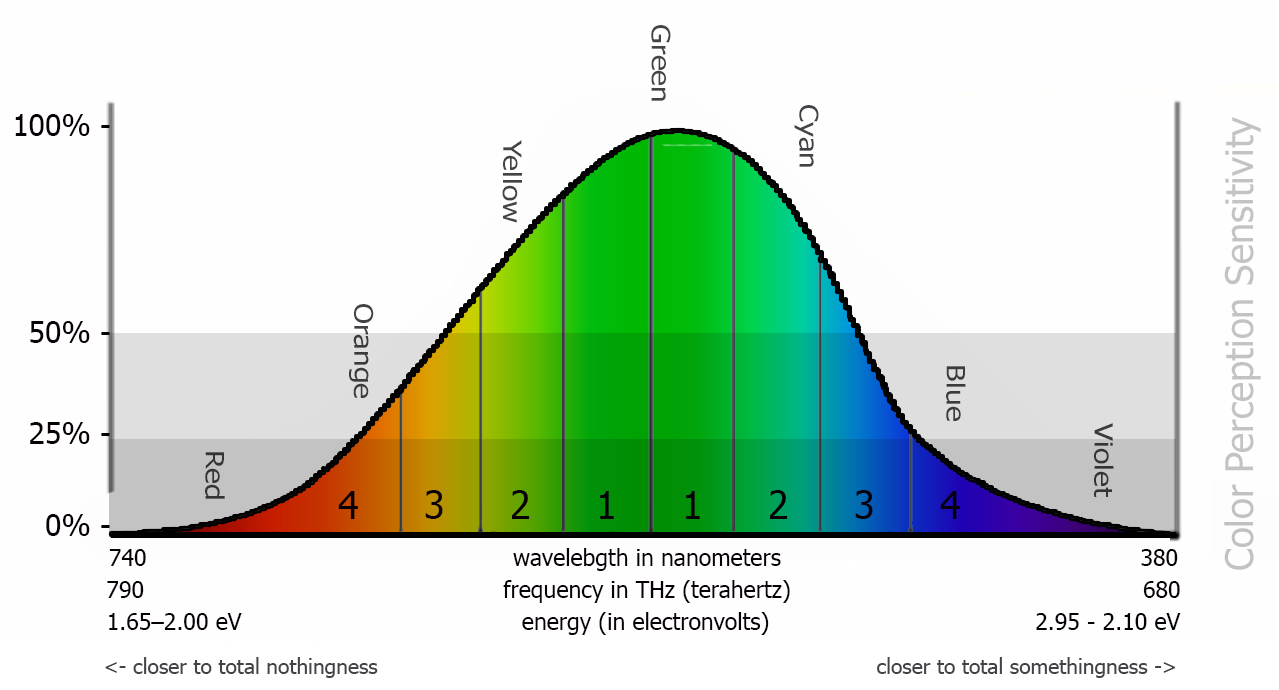 Green
Cyan
Yellow
Orange
Blue
Red
Violet
Color Perception Sensitivity
100%
50%
25%
0%
4 3 2 1 1 2 3 4
740 wavelebgth in nanometers 380
790 frequency in THz (terahertz) 680
1.65–2.00 eV energy (in electronvolts) 2.95 - 2.10 eV
<- closer to total nothingness closer to total somethingness ->